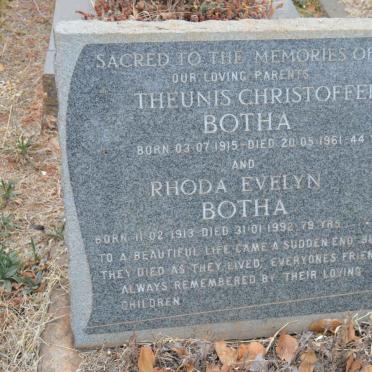 SACRED TO THE MEMORIES OF
OUR LOVING PARENTS
THEUNIS CHRISTOFFEL
BOTHA
BORN 03·07·1915 - DIED 20·05·1961· 44
AND
RHODA EVELYN
BOTHA
BORN 11·02·1913 DIED 31·01·1992 79 YRS
TO A BEAUTIFUL LIFE CAME A SUDDEN END
THEY DIED AS THEY LIVED EVERYONES
ALWAYS REMEMBERED BY THEIR LOVING
CHILDREN.